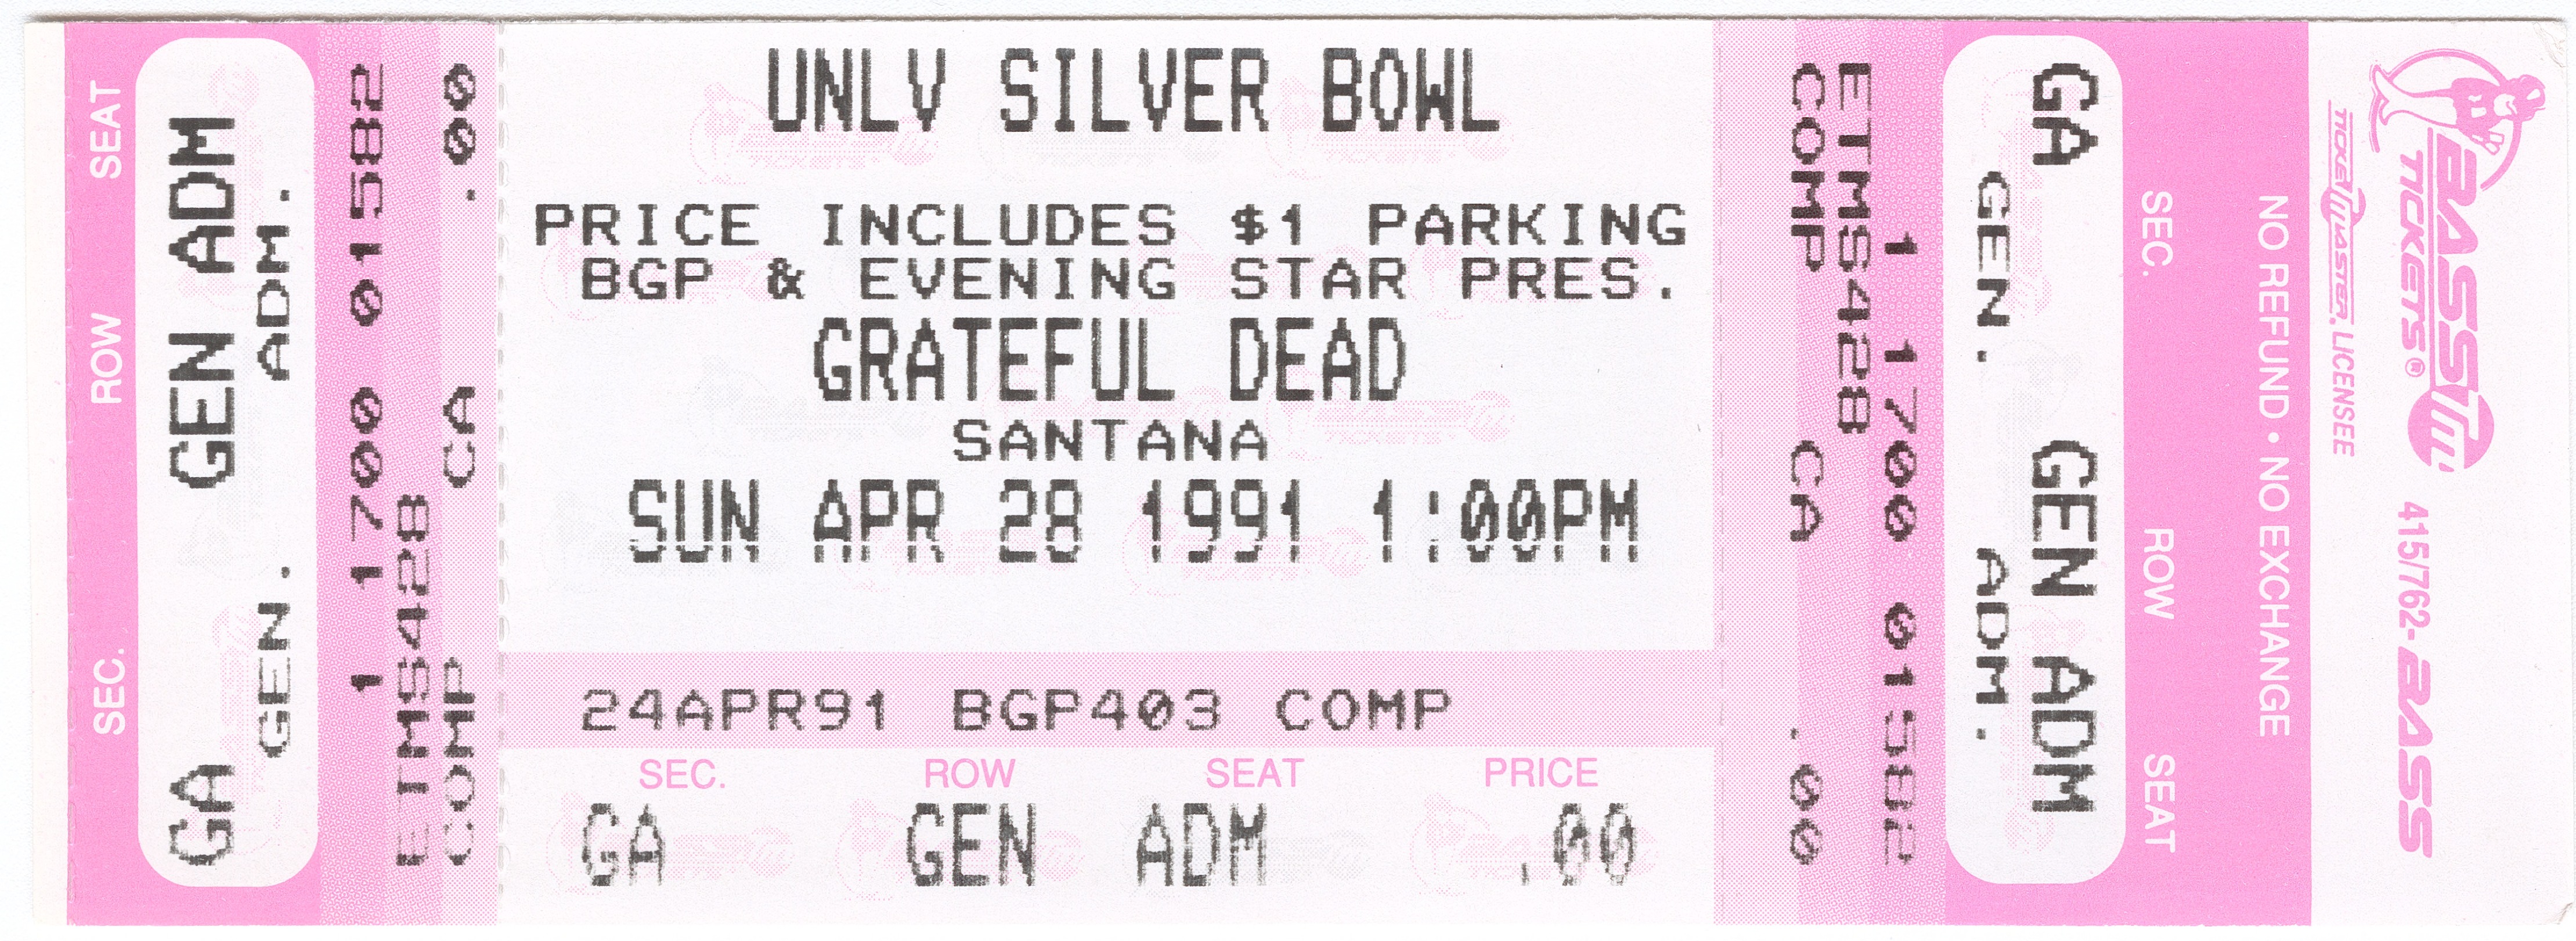 SEC. ROW SEAT
GA GEN ADM
GEN. ADM.
1 1700 01582
ETMS428
COMP CA .00
UNLV SILVER BOWL
PRICE INCLUDES $1 PARKING
BGP & EVENING STAR PRES.
GRATEFUL DEAD
SANTANA
SUN APR 28 1991 1:00PM
24APR91 BGP403 COMP
SEC. ROW SEAT PRICE
GA GEN ADM .00
COMP CA .00
ETMS428
1 1700 01582
GEN. ADM.
GA GEN ADM
SEC. ROW SEAT
NO REFUND • NO EXCHANGE
TICKETMASTER. LICENSEE
BASS Tm
TICKETS®
415/762-BASS